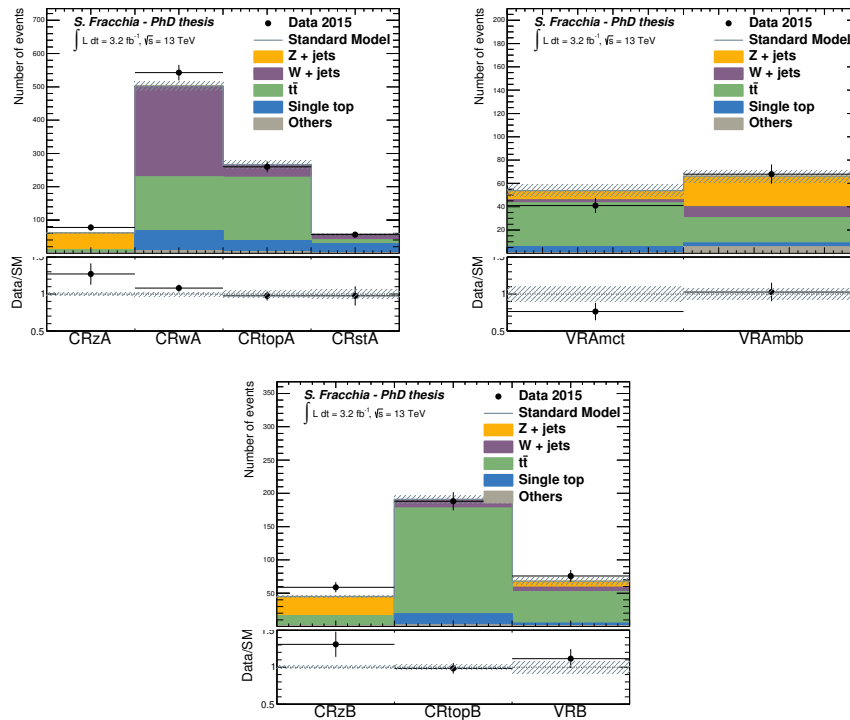 S. Fracchia - PhD thesis
∫ L dt = 3.2 fb⁻¹, √s = 13 TeV
Data 2015
Standard Model
Z + jets
W + jets
tt̄
Single top
Others
Number of events
700
600
500
400
300
200
100
Data/SM
1.5
1
0.5
CRzA CRwA CRtopA CRstA
S. Fracchia - PhD thesis
∫ L dt = 3.2 fb⁻¹, √s = 13 TeV
Data 2015
Standard Model
Z + jets
W + jets
tt̄
Single top
Others
Number of events
200
180
160
140
120
100
80
60
40
20
Data/SM
1.5
1
0.5
VRAmct VRAmbb
S. Fracchia - PhD thesis
∫ L dt = 3.2 fb⁻¹, √s = 13 TeV
Data 2015
Standard Model
Z + jets
W + jets
tt̄
Single top
Others
Number of events
350
300
250
200
150
100
50
Data/SM
1.5
1
0.5
CRzB CRtopB VRB